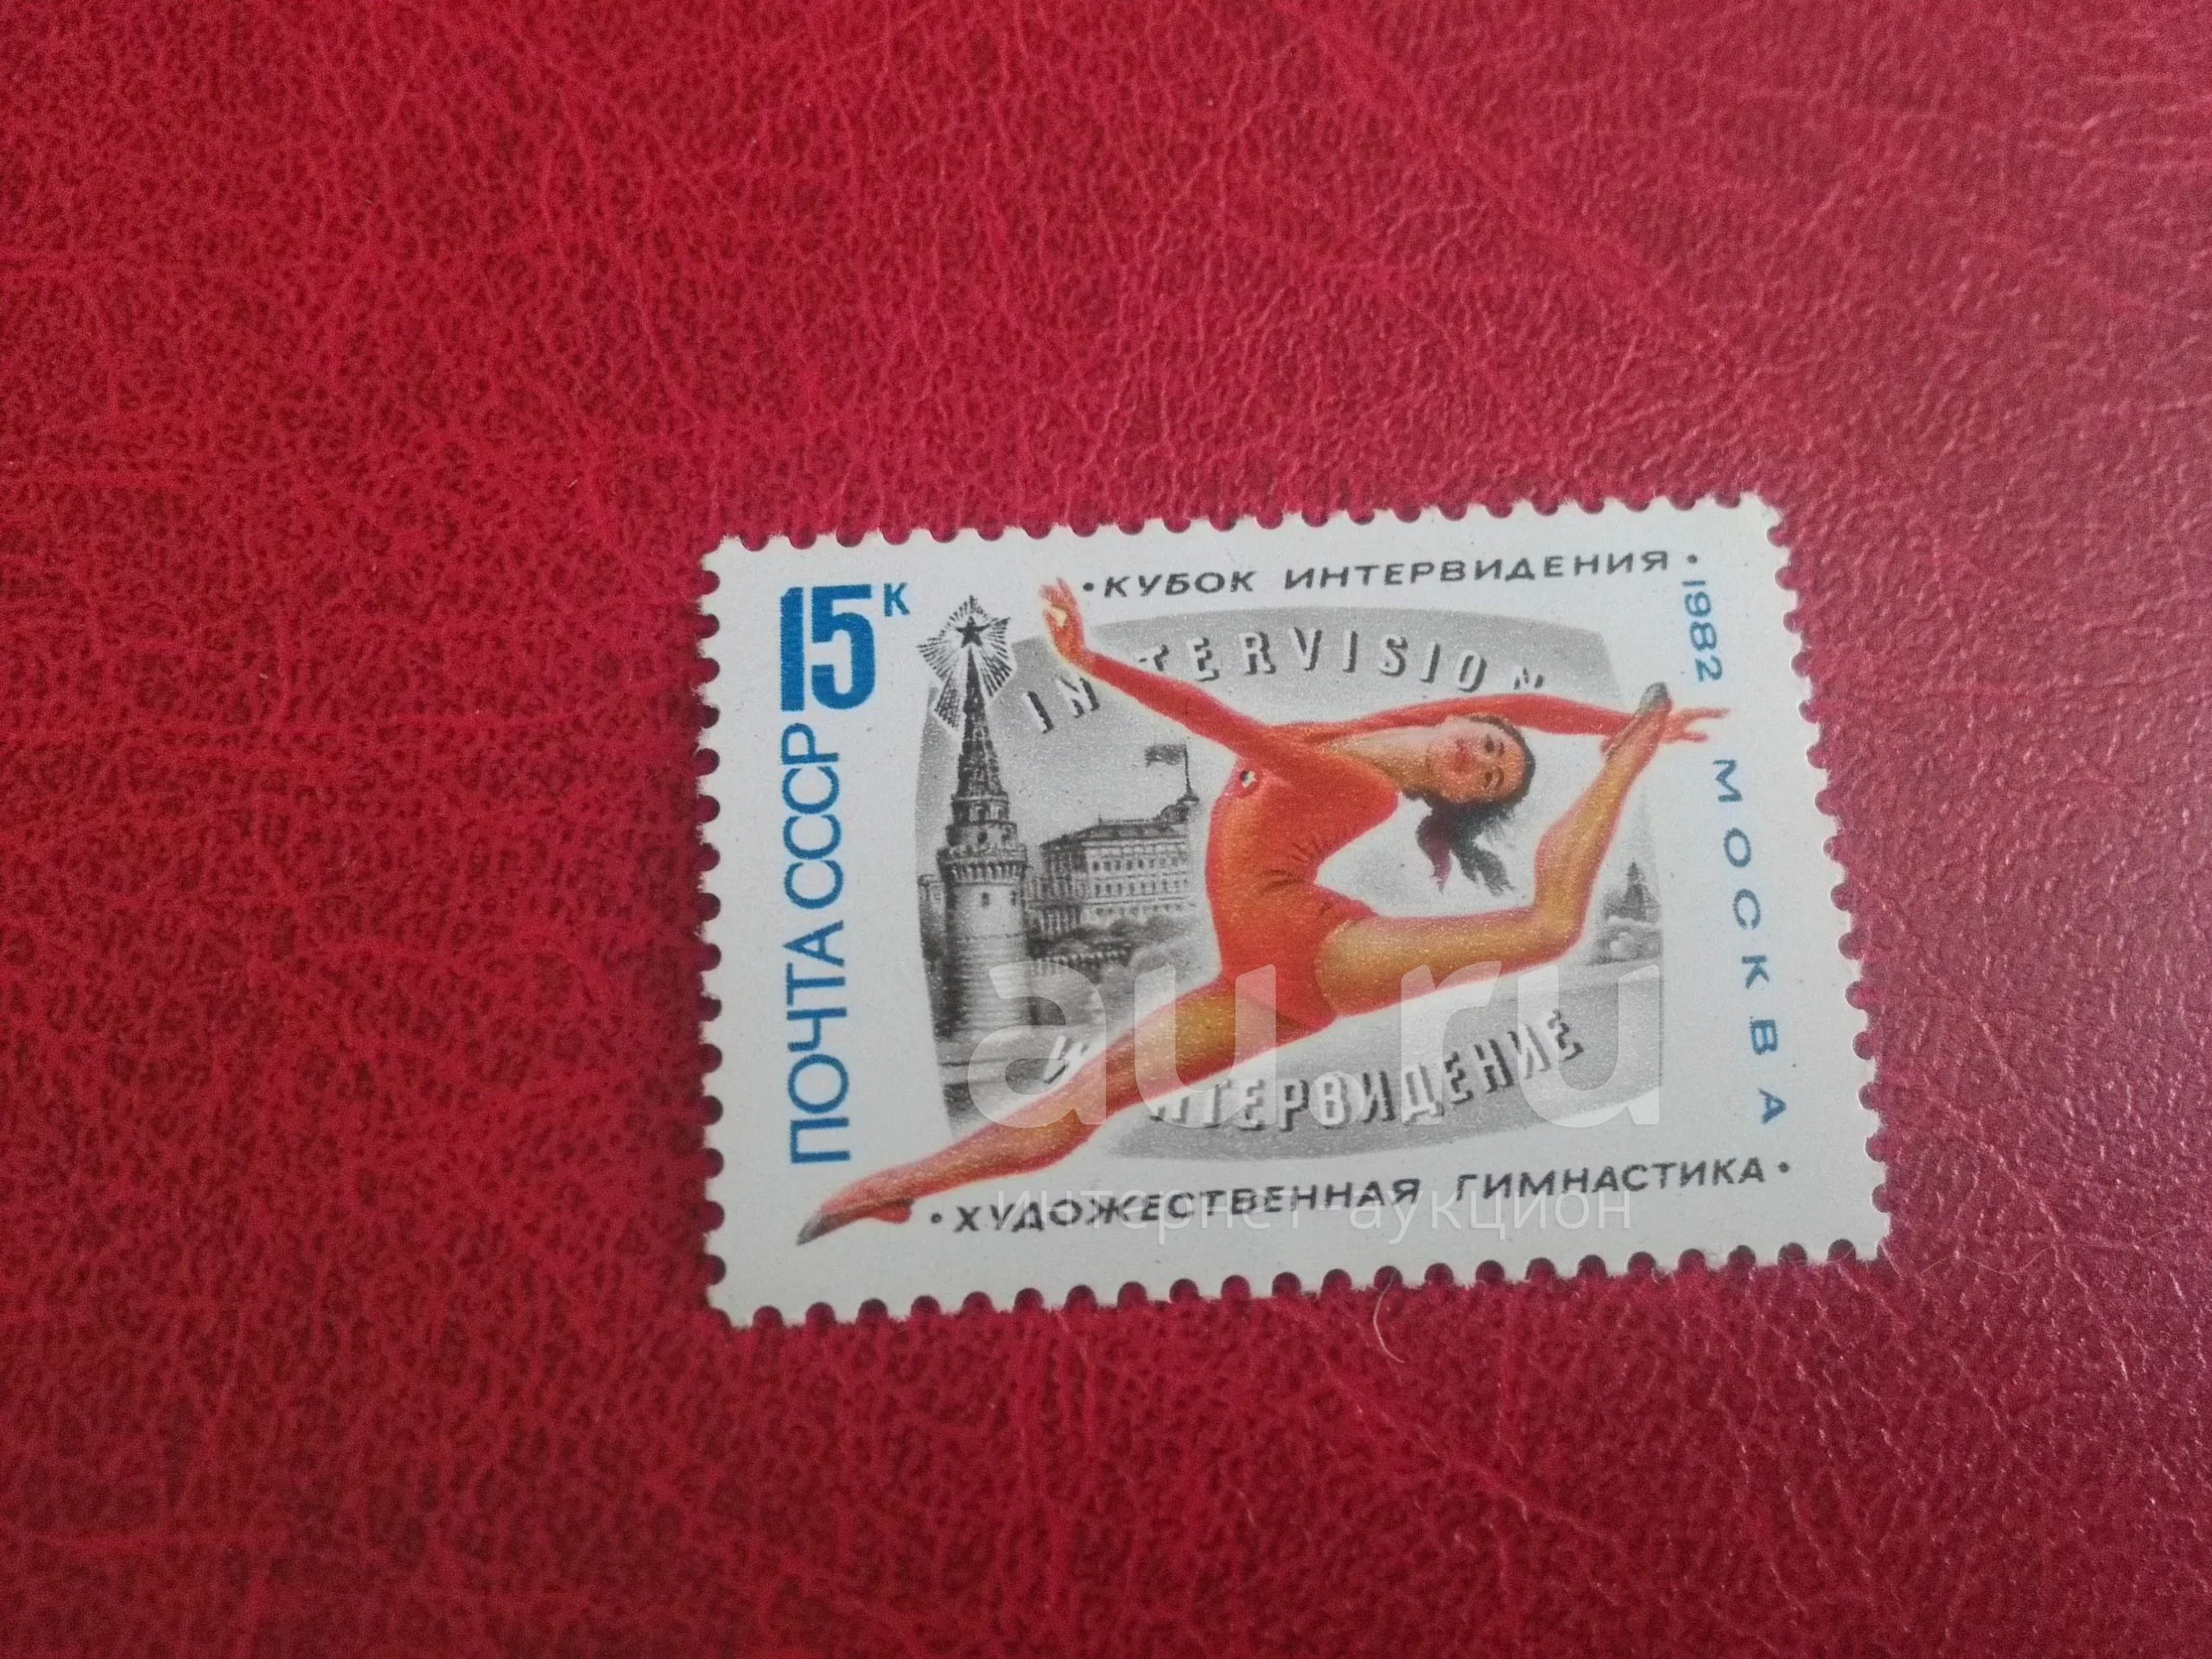 15К
ПОЧТА СССР
•КУБОК ИНТЕРВИДЕНИЯ•
1982 МОСКВА
INTERVISION
ИНТЕРВИДЕНИЕ
•ХУДОЖЕСТВЕННАЯ ГИМНАСТИКА•
au.ru
интернет-аукцион